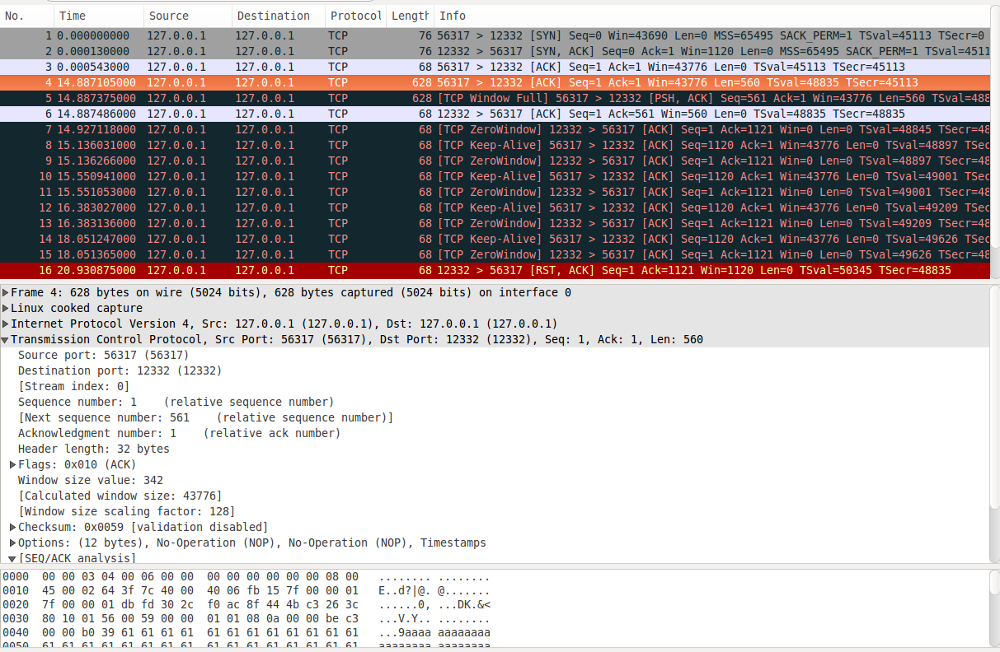 No. Time Source Destination Protocol Length Info
1 0.000000000 127.0.0.1 127.0.0.1 TCP 76 56317 > 12332 [SYN] Seq=0 Win=43690 Len=0 MSS=65495 SACK_PERM=1 TSval=45113 TSecr=0
2 0.000130000 127.0.0.1 127.0.0.1 TCP 76 12332 > 56317 [SYN, ACK] Seq=0 Ack=1 Win=1120 Len=0 MSS=65495 SACK_PERM=1 TSval=4511
3 0.000543000 127.0.0.1 127.0.0.1 TCP 68 56317 > 12332 [ACK] Seq=1 Ack=1 Win=43776 Len=0 TSval=45113 TSecr=45113
4 14.887105000 127.0.0.1 127.0.0.1 TCP 628 56317 > 12332 [ACK] Seq=1 Ack=1 Win=43776 Len=560 TSval=48835 TSecr=45113
5 14.887375000 127.0.0.1 127.0.0.1 TCP 628 [TCP Window Full] 56317 > 12332 [PSH, ACK] Seq=561 Ack=1 Win=43776 Len=560 TSval=488
6 14.887486000 127.0.0.1 127.0.0.1 TCP 68 12332 > 56317 [ACK] Seq=1 Ack=561 Win=560 Len=0 TSval=48835 TSecr=48835
7 14.927118000 127.0.0.1 127.0.0.1 TCP 68 [TCP ZeroWindow] 12332 > 56317 [ACK] Seq=1 Ack=1121 Win=0 Len=0 TSval=48845 TSecr=48
8 15.136031000 127.0.0.1 127.0.0.1 TCP 68 [TCP Keep-Alive] 56317 > 12332 [ACK] Seq=1120 Ack=1 Win=43776 Len=0 TSval=48897 TSec
9 15.136266000 127.0.0.1 127.0.0.1 TCP 68 [TCP ZeroWindow] 12332 > 56317 [ACK] Seq=1 Ack=1121 Win=0 Len=0 TSval=48897 TSecr=48
10 15.550941000 127.0.0.1 127.0.0.1 TCP 68 [TCP Keep-Alive] 56317 > 12332 [ACK] Seq=1120 Ack=1 Win=43776 Len=0 TSval=49001 TSec
11 15.551053000 127.0.0.1 127.0.0.1 TCP 68 [TCP ZeroWindow] 12332 > 56317 [ACK] Seq=1 Ack=1121 Win=0 Len=0 TSval=49001 TSecr=48
12 16.383027000 127.0.0.1 127.0.0.1 TCP 68 [TCP Keep-Alive] 56317 > 12332 [ACK] Seq=1120 Ack=1 Win=43776 Len=0 TSval=49209 TSec
13 16.383136000 127.0.0.1 127.0.0.1 TCP 68 [TCP ZeroWindow] 12332 > 56317 [ACK] Seq=1 Ack=1121 Win=0 Len=0 TSval=49209 TSecr=48
14 18.051247000 127.0.0.1 127.0.0.1 TCP 68 [TCP Keep-Alive] 56317 > 12332 [ACK] Seq=1120 Ack=1 Win=43776 Len=0 TSval=49626 TSec
15 18.051365000 127.0.0.1 127.0.0.1 TCP 68 [TCP ZeroWindow] 12332 > 56317 [ACK] Seq=1 Ack=1121 Win=0 Len=0 TSval=49626 TSecr=48
16 20.930875000 127.0.0.1 127.0.0.1 TCP 68 12332 > 56317 [RST, ACK] Seq=1 Ack=1121 Win=1120 Len=0 TSval=50345 TSecr=48835
Frame 4: 628 bytes on wire (5024 bits), 628 bytes captured (5024 bits) on interface 0
Linux cooked capture
Internet Protocol Version 4, Src: 127.0.0.1 (127.0.0.1), Dst: 127.0.0.1 (127.0.0.1)
Transmission Control Protocol, Src Port: 56317 (56317), Dst Port: 12332 (12332), Seq: 1, Ack: 1, Len: 560
Source port: 56317 (56317)
Destination port: 12332 (12332)
[Stream index: 0]
Sequence number: 1 (relative sequence number)
[Next sequence number: 561 (relative sequence number)]
Acknowledgment number: 1 (relative ack number)
Header length: 32 bytes
Flags: 0x010 (ACK)
Window size value: 342
[Calculated window size: 43776]
[Window size scaling factor: 128]
Checksum: 0x0059 [validation disabled]
Options: (12 bytes), No-Operation (NOP), No-Operation (NOP), Timestamps
[SEQ/ACK analysis]
0000 00 00 03 04 00 06 00 00 00 00 00 00 00 00 08 00 ........ ........
0010 45 00 02 64 3f 7c 40 00 40 06 fb 15 7f 00 00 01 E..d?|@. @.......
0020 7f 00 00 01 db fd 30 2c f0 ac 8f 44 4b c3 26 3c ......0, ...DK.&<
0030 80 10 01 56 00 59 00 00 01 01 08 0a 00 00 be c3 ...V.Y.. ........
0040 00 00 b0 39 61 61 61 61 61 61 61 61 61 61 61 61 ...9aaaa aaaaaaaa
0050 61 61 61 61 61 61 61 61 61 61 61 61 61 61 61 61 aaaaaaaa aaaaaaaa